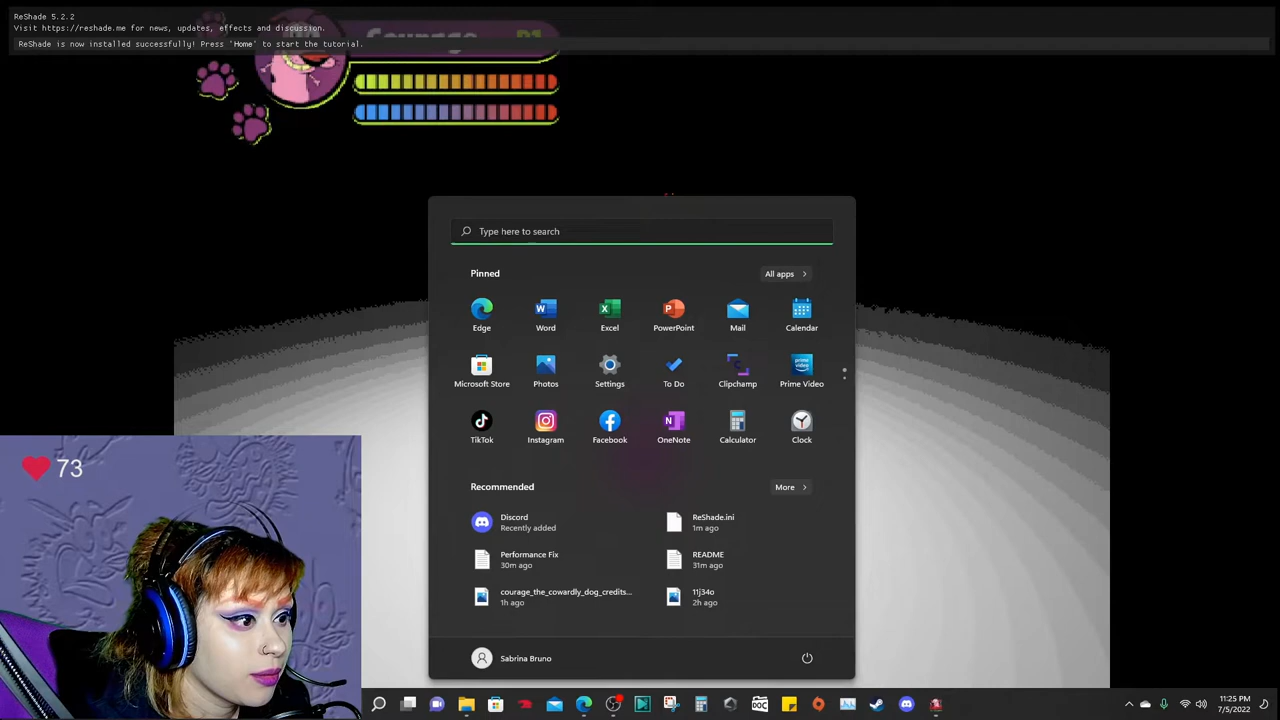 ReShade 5.2.2
Visit https://reshade.me for news, updates, effects and discussion.
ReShade is now installed successfully! Press 'Home' to start the tutorial.
Courage
Type here to search
Pinned
All apps
Edge
Word
Excel
PowerPoint
Mail
Calendar
Microsoft Store
Photos
Settings
To Do
Clipchamp
Prime Video
TikTok
Instagram
Facebook
OneNote
Calculator
Clock
Recommended
More
Discord
Recently added
ReShade.ini
1m ago
Performance Fix
30m ago
README
31m ago
courage_the_cowardly_dog_credits...
1h ago
11j34o
2h ago
Sabrina Bruno
73
11:25 PM
7/5/2022